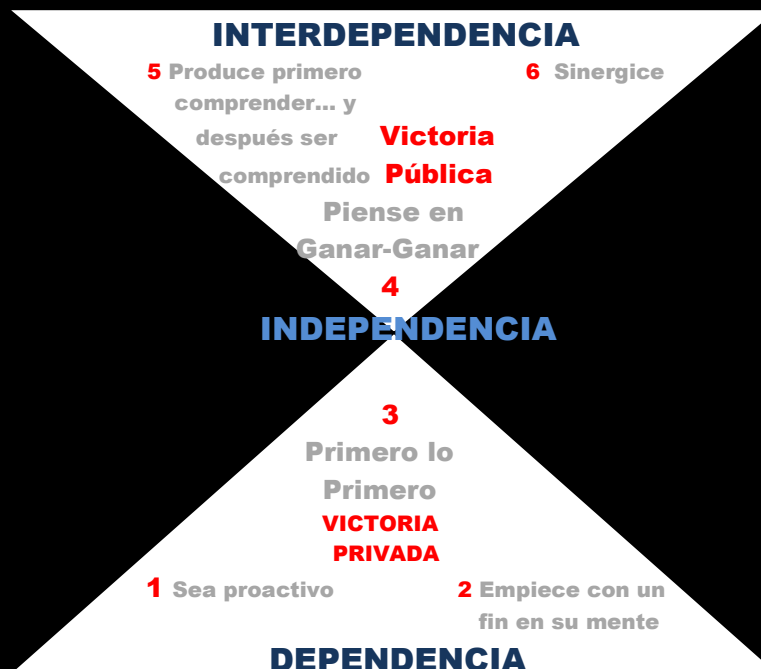 INTERDEPENDENCIA
5 Produce primero
6 Sinergice
comprender... y
después ser Victoria
comprendido Pública
Piense en
Ganar-Ganar
4
INDEPENDENCIA
3
Primero lo
Primero
VICTORIA
PRIVADA
1 Sea proactivo
2 Empiece con un
fin en su mente
DEPENDENCIA